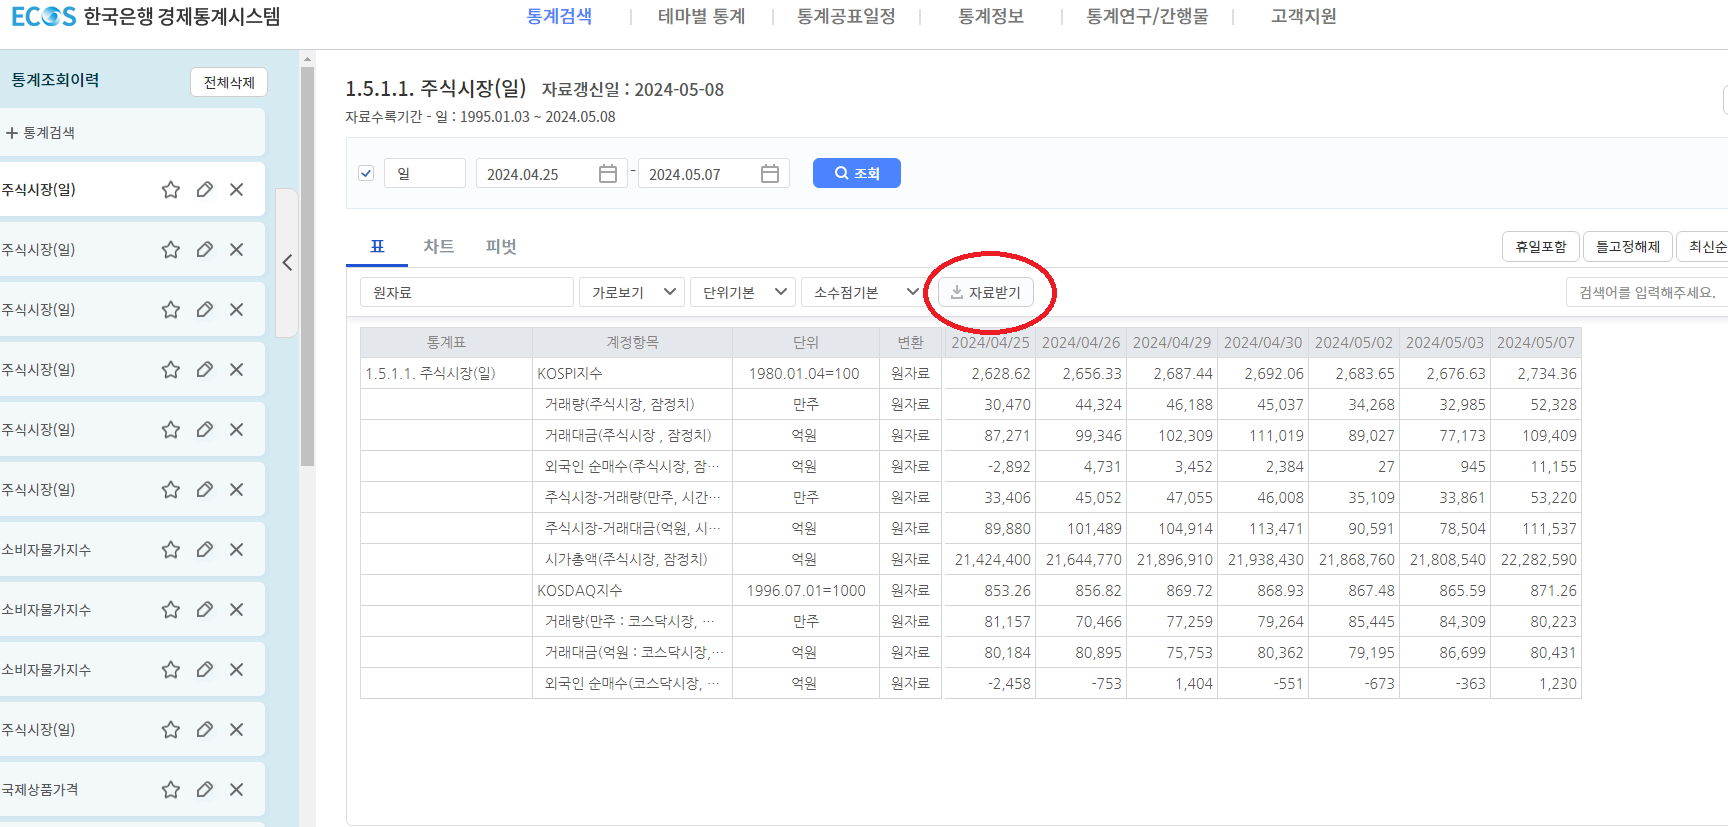 ECOS 한국은행 경제통계시스템
통계검색 | 테마별 통계 | 통계공표일정 | 통계정보 | 통계연구/간행물 | 고객지원
통계조회이력
전체삭제
+ 통계검색
주식시장(일)
주식시장(일)
주식시장(일)
주식시장(일)
주식시장(일)
주식시장(일)
소비자물가지수
소비자물가지수
소비자물가지수
주식시장(일)
국제상품가격
1.5.1.1. 주식시장(일) 자료갱신일 : 2024-05-08
자료수록기간 - 일 : 1995.01.03 ~ 2024.05.08
일 2024.04.25 - 2024.05.07 조회
표 차트 피벗
휴일포함 틀고정해제 최신순
원자료 가로보기 단위기본 소수점기본 자료받기 검색어를 입력해주세요.
통계표 계정항목 단위 변환 2024/04/25 2024/04/26 2024/04/29 2024/04/30 2024/05/02 2024/05/03 2024/05/07
1.5.1.1. 주식시장(일) KOSPI지수 1980.01.04=100 원자료 2,628.62 2,656.33 2,687.44 2,692.06 2,683.65 2,676.63 2,734.36
거래량(주식시장, 잠정치) 만주 원자료 30,470 44,324 46,188 45,037 34,268 32,985 52,328
거래대금(주식시장 , 잠정치) 억원 원자료 87,271 99,346 102,309 111,019 89,027 77,173 109,409
외국인 순매수(주식시장, 잠… 억원 원자료 -2,892 4,731 3,452 2,384 27 945 11,155
주식시장-거래량(만주, 시간… 만주 원자료 33,406 45,052 47,055 46,008 35,109 33,861 53,220
주식시장-거래대금(억원, 시… 억원 원자료 89,880 101,489 104,914 113,471 90,591 78,504 111,537
시가총액(주식시장, 잠정치) 억원 원자료 21,424,400 21,644,770 21,896,910 21,938,430 21,868,760 21,808,540 22,282,590
KOSDAQ지수 1996.07.01=1000 원자료 853.26 856.82 869.72 868.93 867.48 865.59 871.26
거래량(만주 : 코스닥시장, … 만주 원자료 81,157 70,466 77,259 79,264 85,445 84,309 80,223
거래대금(억원 : 코스닥시장,… 억원 원자료 80,184 80,895 75,753 80,362 79,195 86,699 80,431
외국인 순매수(코스닥시장, … 억원 원자료 -2,458 -753 1,404 -551 -673 -363 1,230